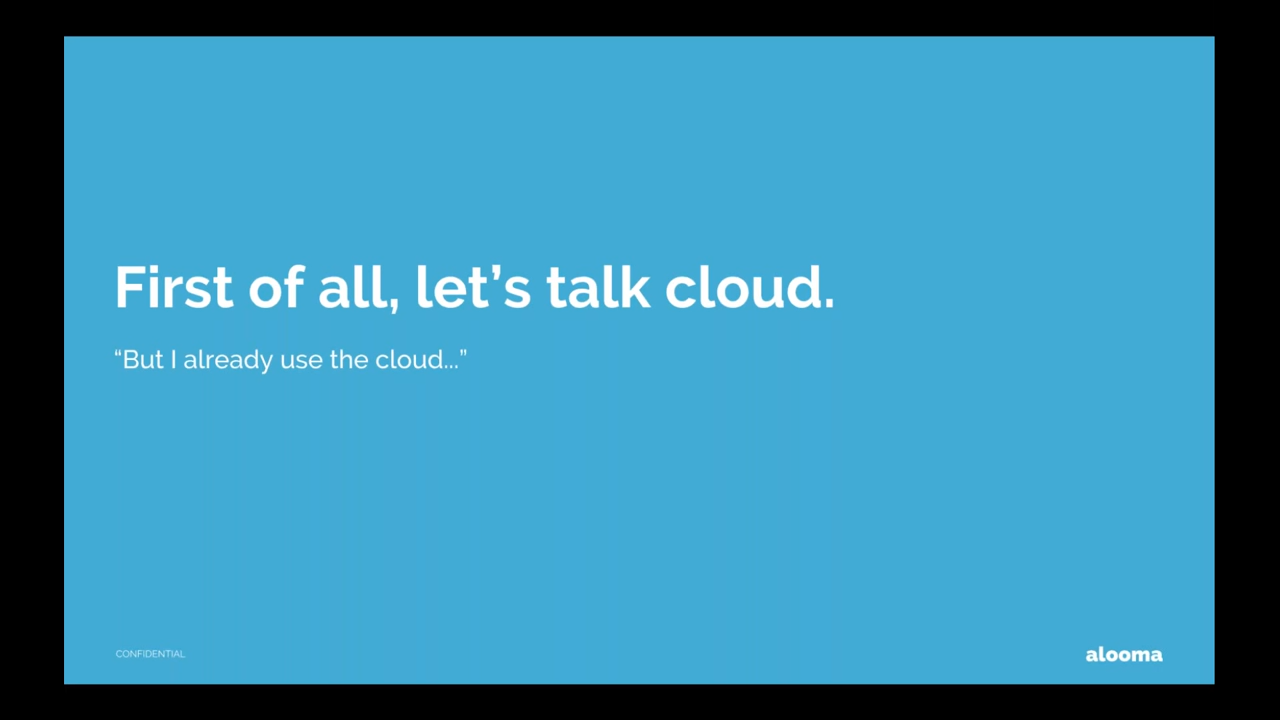 First of all, let’s talk cloud.
“But I already use the cloud...”
CONFIDENTIAL
alooma